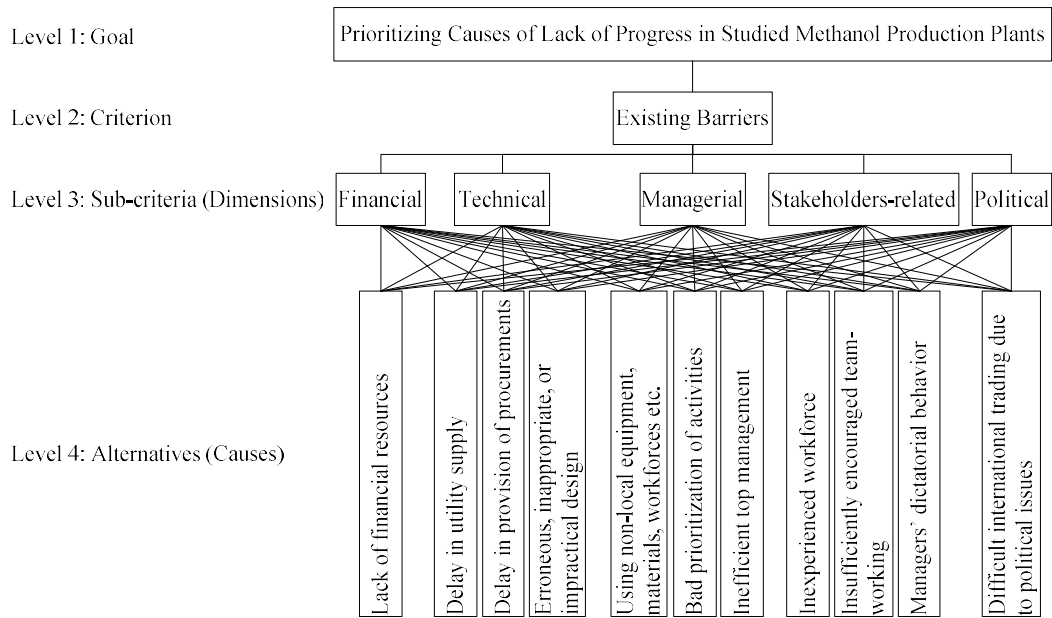 Level 1: Goal
Prioritizing Causes of Lack of Progress in Studied Methanol Production Plants
Level 2: Criterion
Existing Barriers
Level 3: Sub-criteria (Dimensions)
Financial
Technical
Managerial
Stakeholders-related
Political
Level 4: Alternatives (Causes)
Lack of financial resources
Delay in utility supply
Delay in provision of procurements
Erroneous, inappropriate, or
impractical design
Using non-local equipment,
materials, workforces etc.
Bad prioritization of activities
Inefficient top management
Inexperienced workforce
Insufficiently encouraged team-
working
Managers’ dictatorial behavior
Difficult international trading due
to political issues